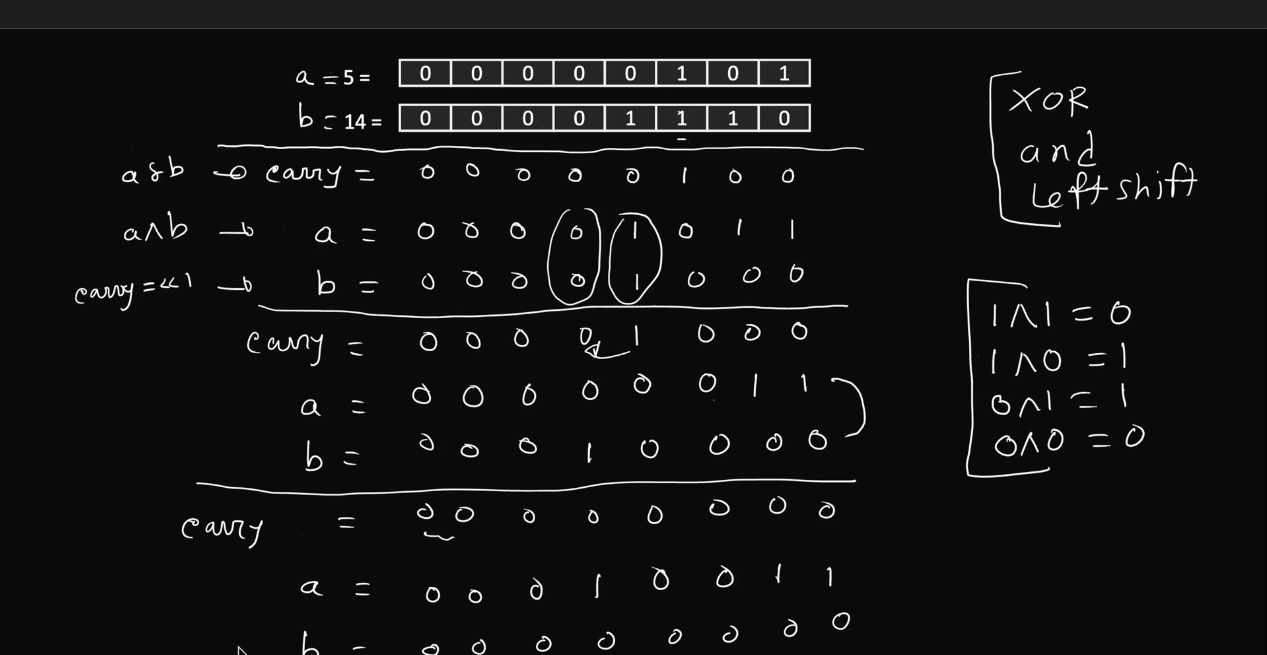 a = 5 = 0 0 0 0 0 1 0 1
b = 14 = 0 0 0 0 1 1 1 0
a & b → carry = 0 0 0 0 0 1 0 0
a ^ b → a = 0 0 0 0 1 0 1 1
carry = << 1 → b = 0 0 0 0 1 0 0 0
carry = 0 0 0 0 1 0 0 0
a = 0 0 0 0 0 0 1 1
b = 0 0 0 1 0 0 0 0
carry = 0 0 0 0 0 0 0 0
a = 0 0 0 1 0 0 1 1
b = 0 0 0 0 0 0 0 0
XOR
and
Left shift
1 ^ 1 = 0
1 ^ 0 = 1
0 ^ 1 = 1
0 ^ 0 = 0